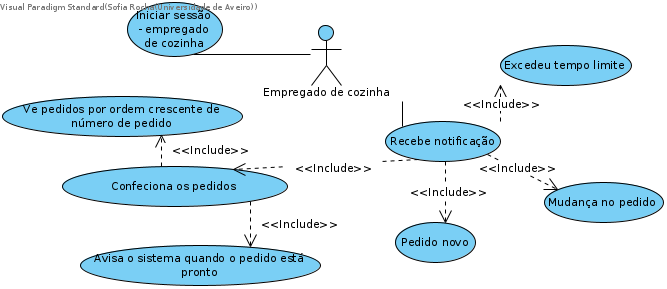 Visual Paradigm Standard(Sofia Rocha(Universidade de Aveiro))
Iniciar sessão
- empregado
de cozinha
Empregado de cozinha
Excedeu tempo limite
<<Include>>
Ve pedidos por ordem crescente de
número de pedido
Recebe notificação
<<Include>>
<<Include>>
<<Include>>
Confeciona os pedidos
<<Include>>
Mudança no pedido
<<Include>>
Pedido novo
Avisa o sistema quando o pedido está
pronto